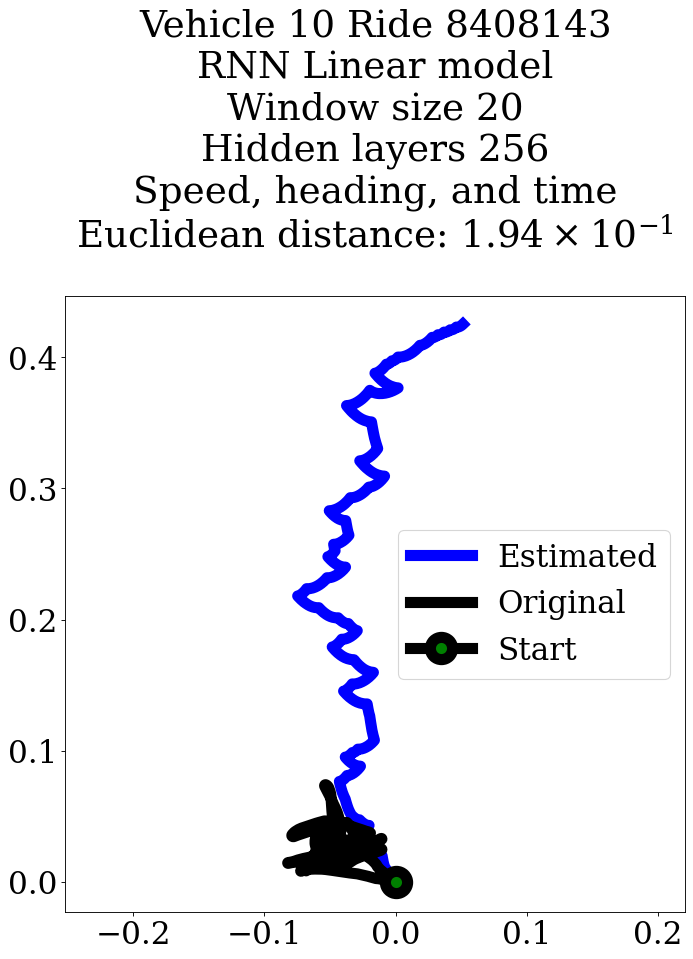 Vehicle 10 Ride 8408143
RNN Linear model
Window size 20
Hidden layers 256
Speed, heading, and time
Euclidean distance: 1.94 × 10⁻¹
0.4
0.3
0.2
0.1
0.0
Estimated
Original
Start
−0.2 −0.1 0.0 0.1 0.2